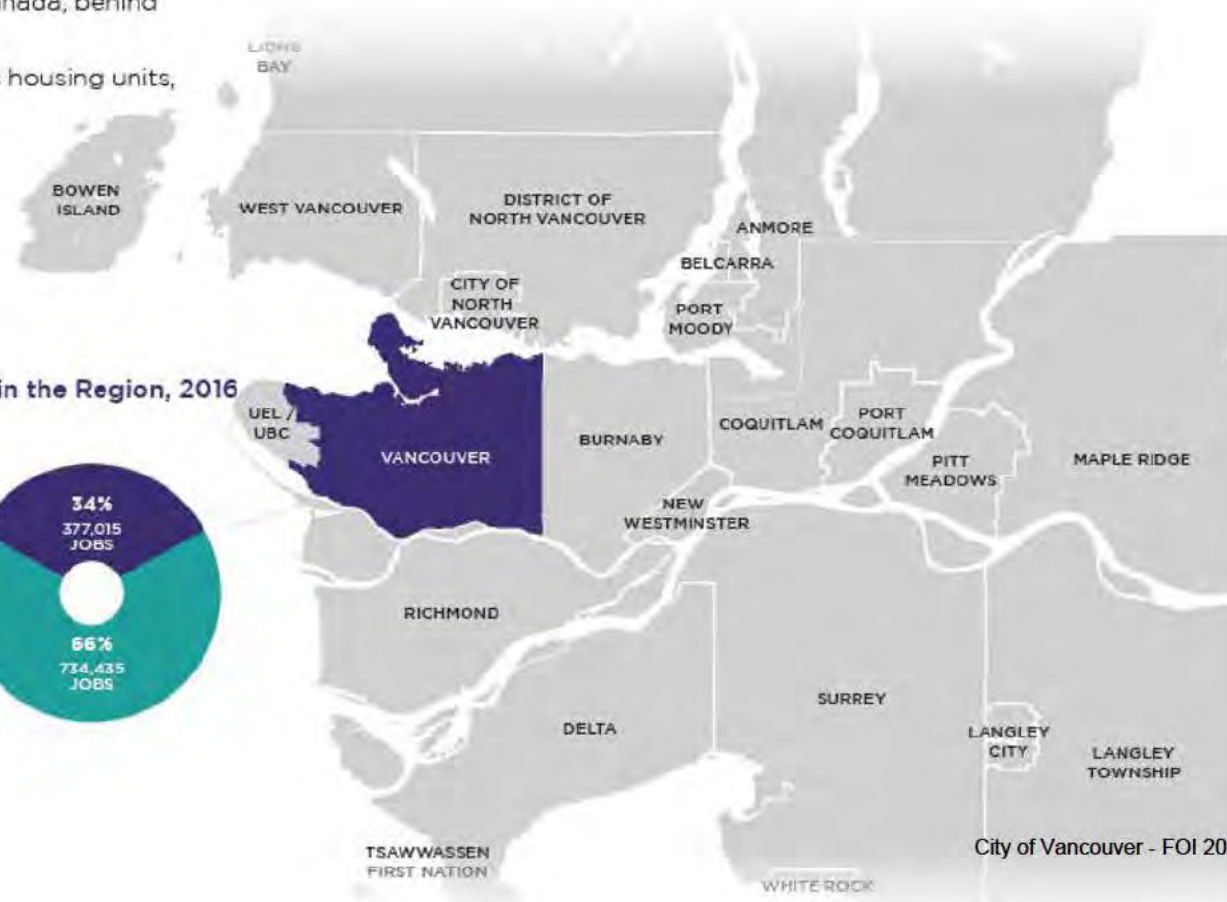 behind
housing units,
LIONS
BAY
BOWEN
ISLAND
WEST VANCOUVER
DISTRICT OF
NORTH VANCOUVER
ANMORE
BELCARRA
CITY OF
NORTH
VANCOUVER
PORT
MOODY
in the Region, 2016
UEL /
UBC
VANCOUVER
BURNABY
COQUITLAM
PORT
COQUITLAM
PITT
MEADOWS
MAPLE RIDGE
NEW
WESTMINSTER
34%
377,015
JOBS
66%
734,435
JOBS
RICHMOND
SURREY
DELTA
LANGLEY
CITY
LANGLEY
TOWNSHIP
TSAWWASSEN
FIRST NATION
WHITE ROCK
City of Vancouver - FOI 20